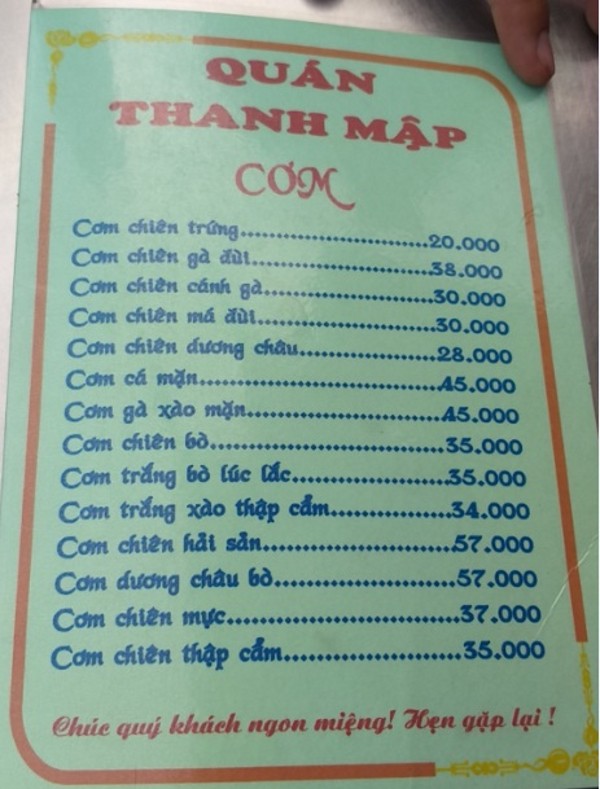 QUÁN
THANH MẬP
CƠM
Cơm chiên trứng..............................20.000
Cơm chiên gà đùi.............................38.000
Cơm chiên cánh gà...........................30.000
Cơm chiên má đùi............................30.000
Cơm chiên dương châu....................28.000
Cơm cá mặn......................................45.000
Cơm gà xào mặn...............................45.000
Cơm chiên bò....................................35.000
Cơm trắng bò lúc lắc.........................35.000
Cơm trắng xào thập cẩm..................34.000
Cơm chiên hải sản.............................57.000
Cơm dương châu bò..........................57.000
Cơm chiên mực..................................37.000
Cơm chiên thập cẩm..........................35.000
Chúc quý khách ngon miệng! Hẹn gặp lại !